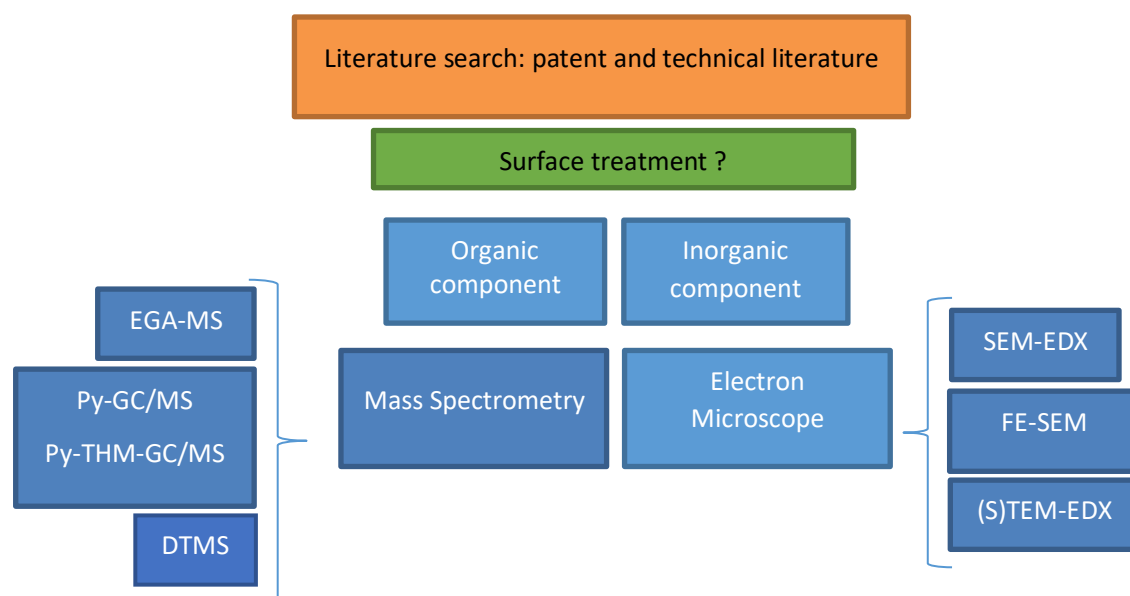 Literature search: patent and technical literature
Surface treatment ?
Organic
component
Inorganic
component
EGA-MS
Py-GC/MS
Py-THM-GC/MS
DTMS
Mass Spectrometry
Electron
Microscope
SEM-EDX
FE-SEM
(S)TEM-EDX